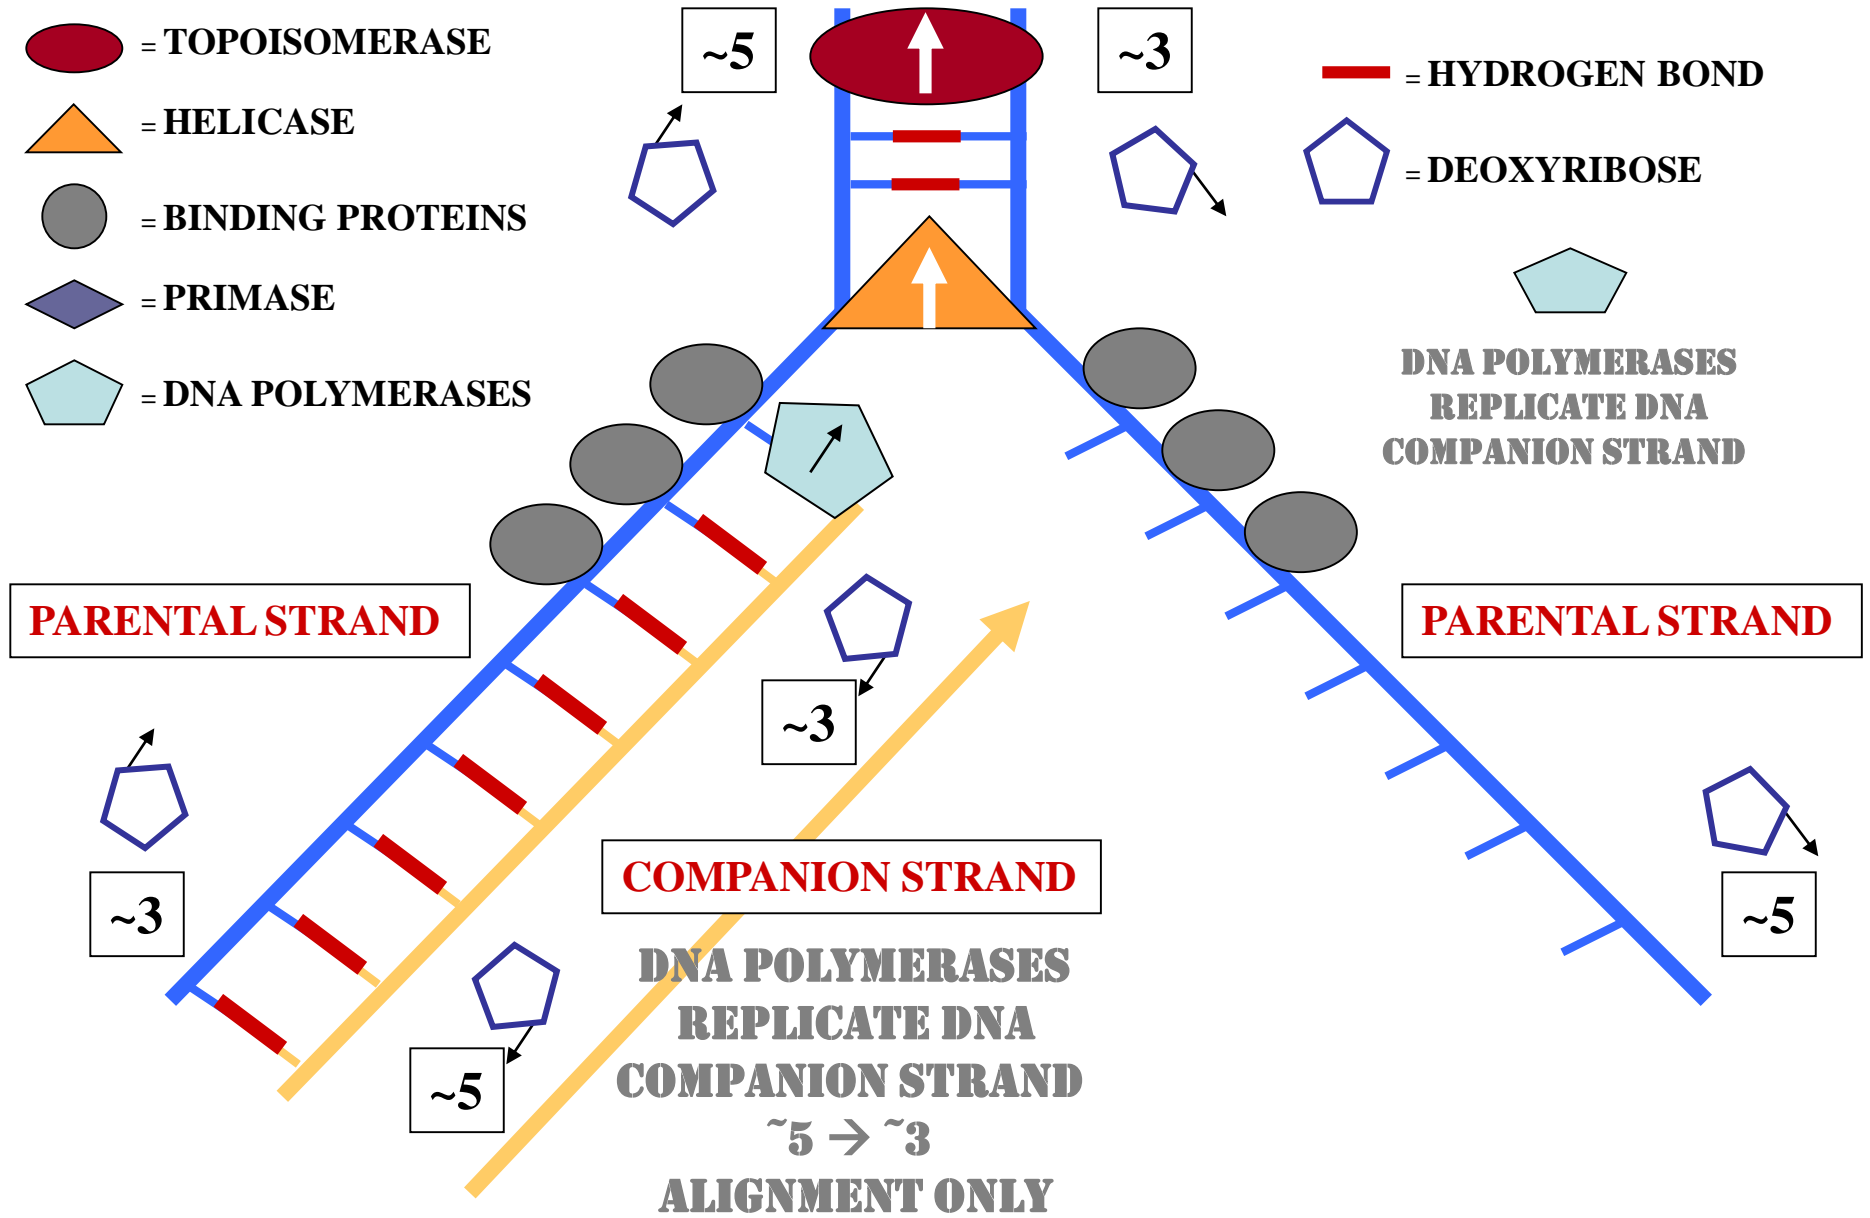 = TOPOISOMERASE
= HELICASE
= BINDING PROTEINS
= PRIMASE
= DNA POLYMERASES
~5
~3
= HYDROGEN BOND
= DEOXYRIBOSE
DNA POLYMERASES
REPLICATE DNA
COMPANION STRAND
PARENTAL STRAND
PARENTAL STRAND
~3
~3
~5
COMPANION STRAND
~5
DNA POLYMERASES
REPLICATE DNA
COMPANION STRAND
~5 → ~3
ALIGNMENT ONLY